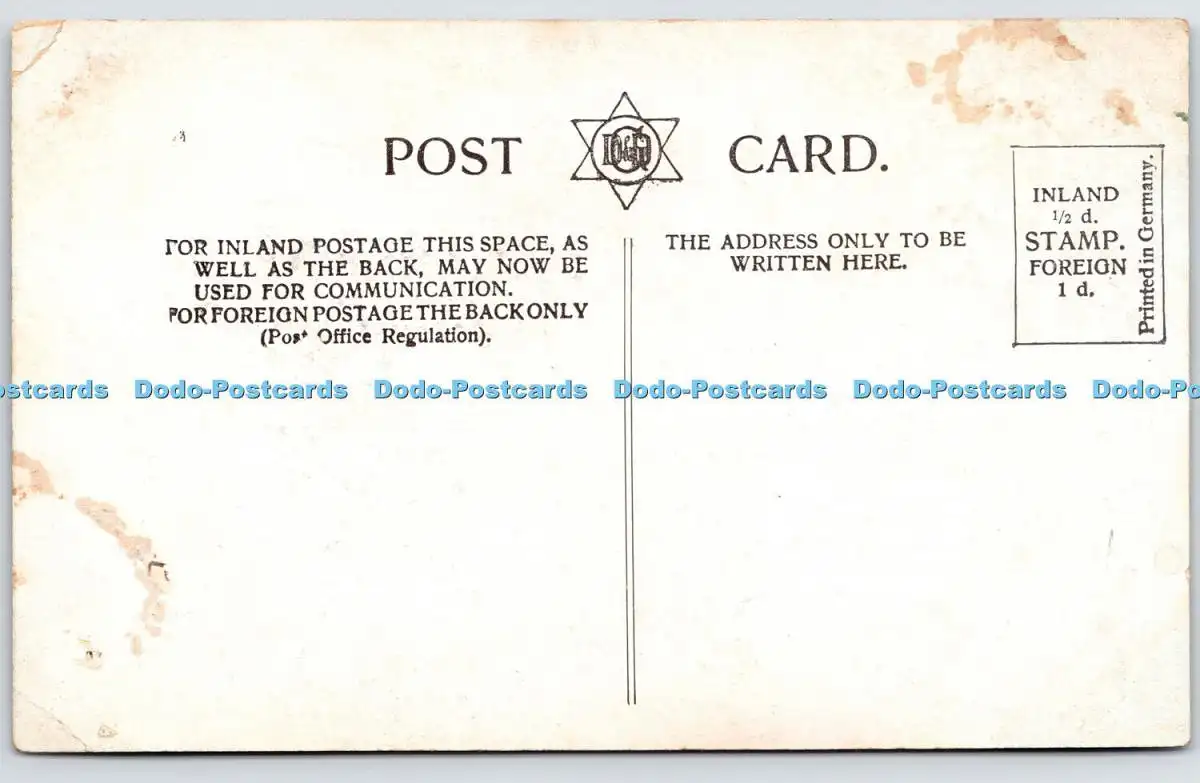 POST CARD.
FOR INLAND POSTAGE THIS SPACE, AS
WELL AS THE BACK, MAY NOW BE
USED FOR COMMUNICATION.
FOR FOREIGN POSTAGE THE BACK ONLY
(Post Office Regulation).
THE ADDRESS ONLY TO BE
WRITTEN HERE.
INLAND
½ d.
STAMP.
FOREIGN
1 d.
Printed in Germany.
ostcards Dodo-Postcards Dodo-Postcards Dodo-Postcards Dodo-Postcards Dodo-Po